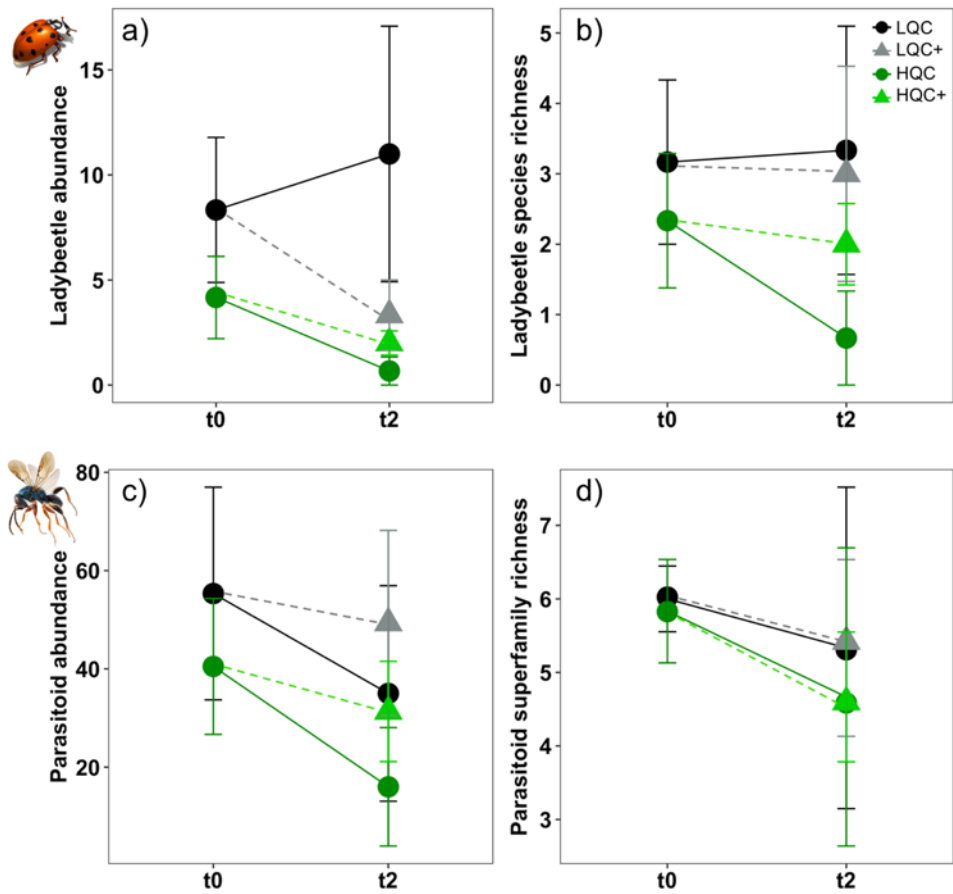 a)
Ladybeetle abundance
15
10
5
0
t0
t2
b)
LQC
LQC+
HQC
HQC+
Ladybeetle species richness
5
4
3
2
1
0
t0
t2
c)
Parasitoid abundance
80
60
40
20
t0
t2
d)
Parasitoid superfamily richness
7
6
5
4
3
t0
t2